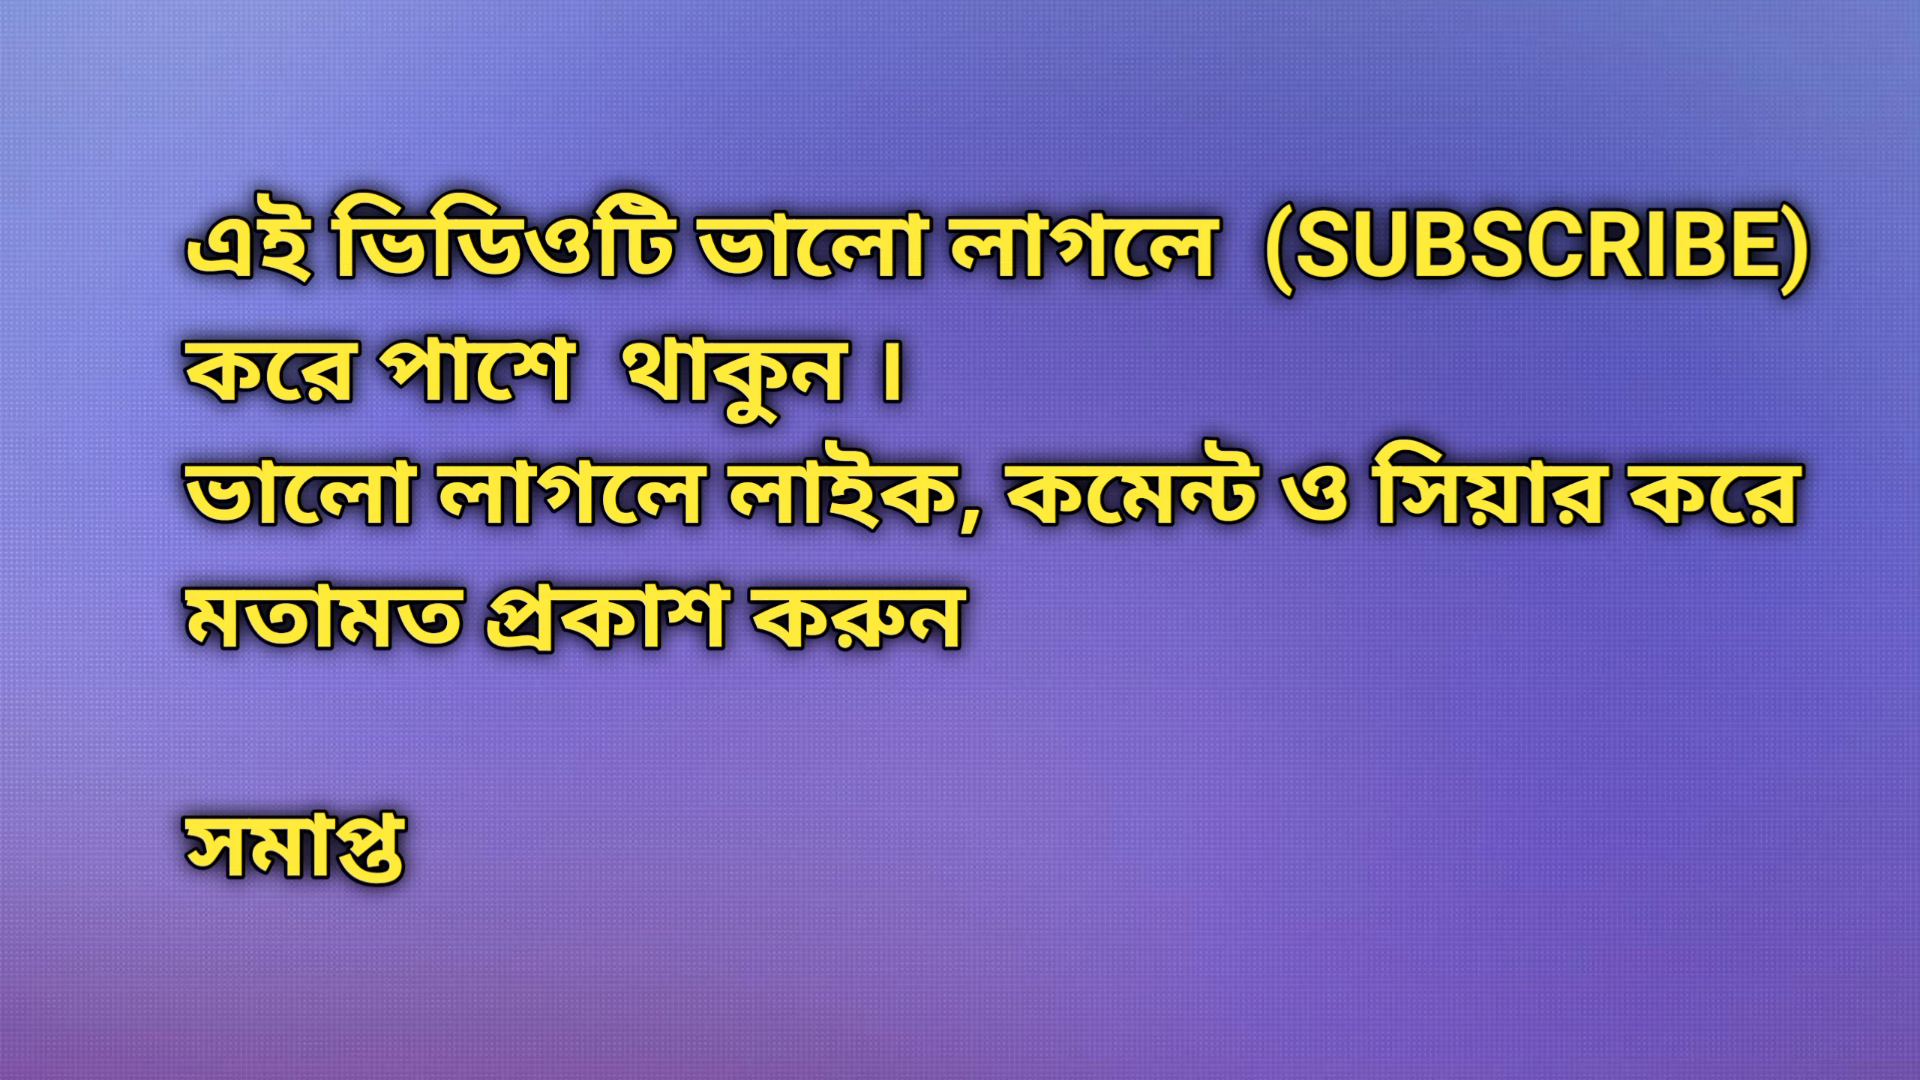 এই ভিডিওটি ভালো লাগলে (SUBSCRIBE)
করে পাশে থাকুন ।
ভালো লাগলে লাইক, কমেন্ট ও সিয়ার করে
মতামত প্রকাশ করুন
সমাপ্ত